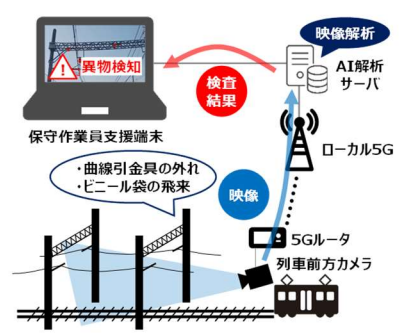 映像解析
異物検知
検査
結果
AI解析
サーバ
保守作業員支援端末
ローカル5G
・曲線引金具の外れ
・ビニール袋の飛来
映像
5Gルータ
列車前方カメラ